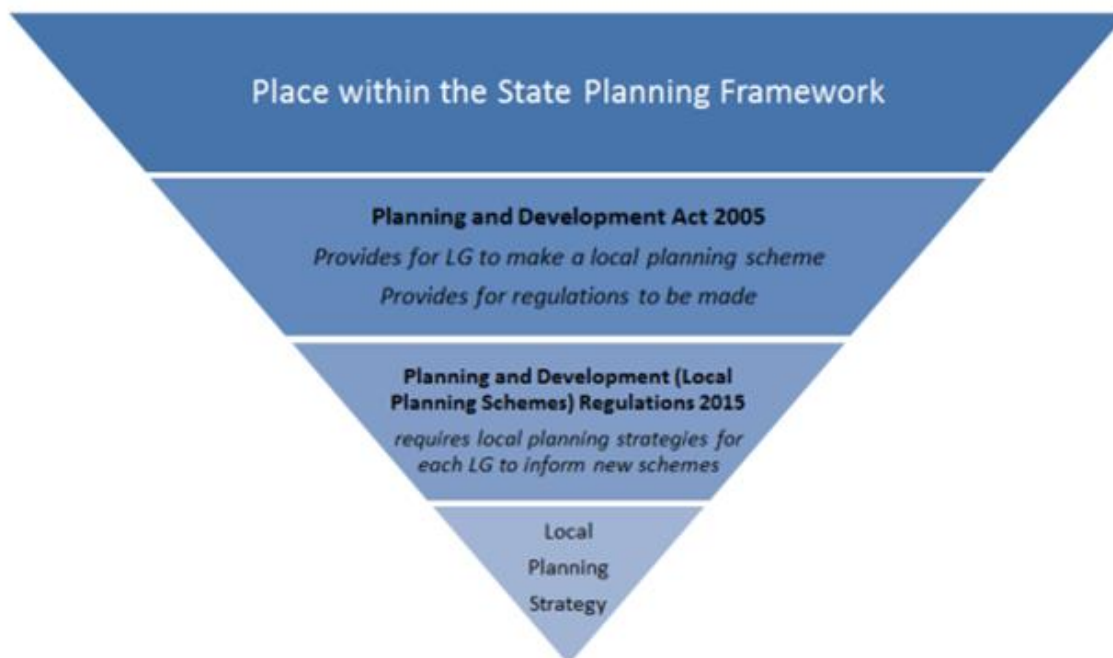 Place within the State Planning Framework
Planning and Development Act 2005
Provides for LG to make a local planning scheme
Provides for regulations to be made
Planning and Development (Local
Planning Schemes) Regulations 2015
requires local planning strategies for
each LG to inform new schemes
Local
Planning
Strategy